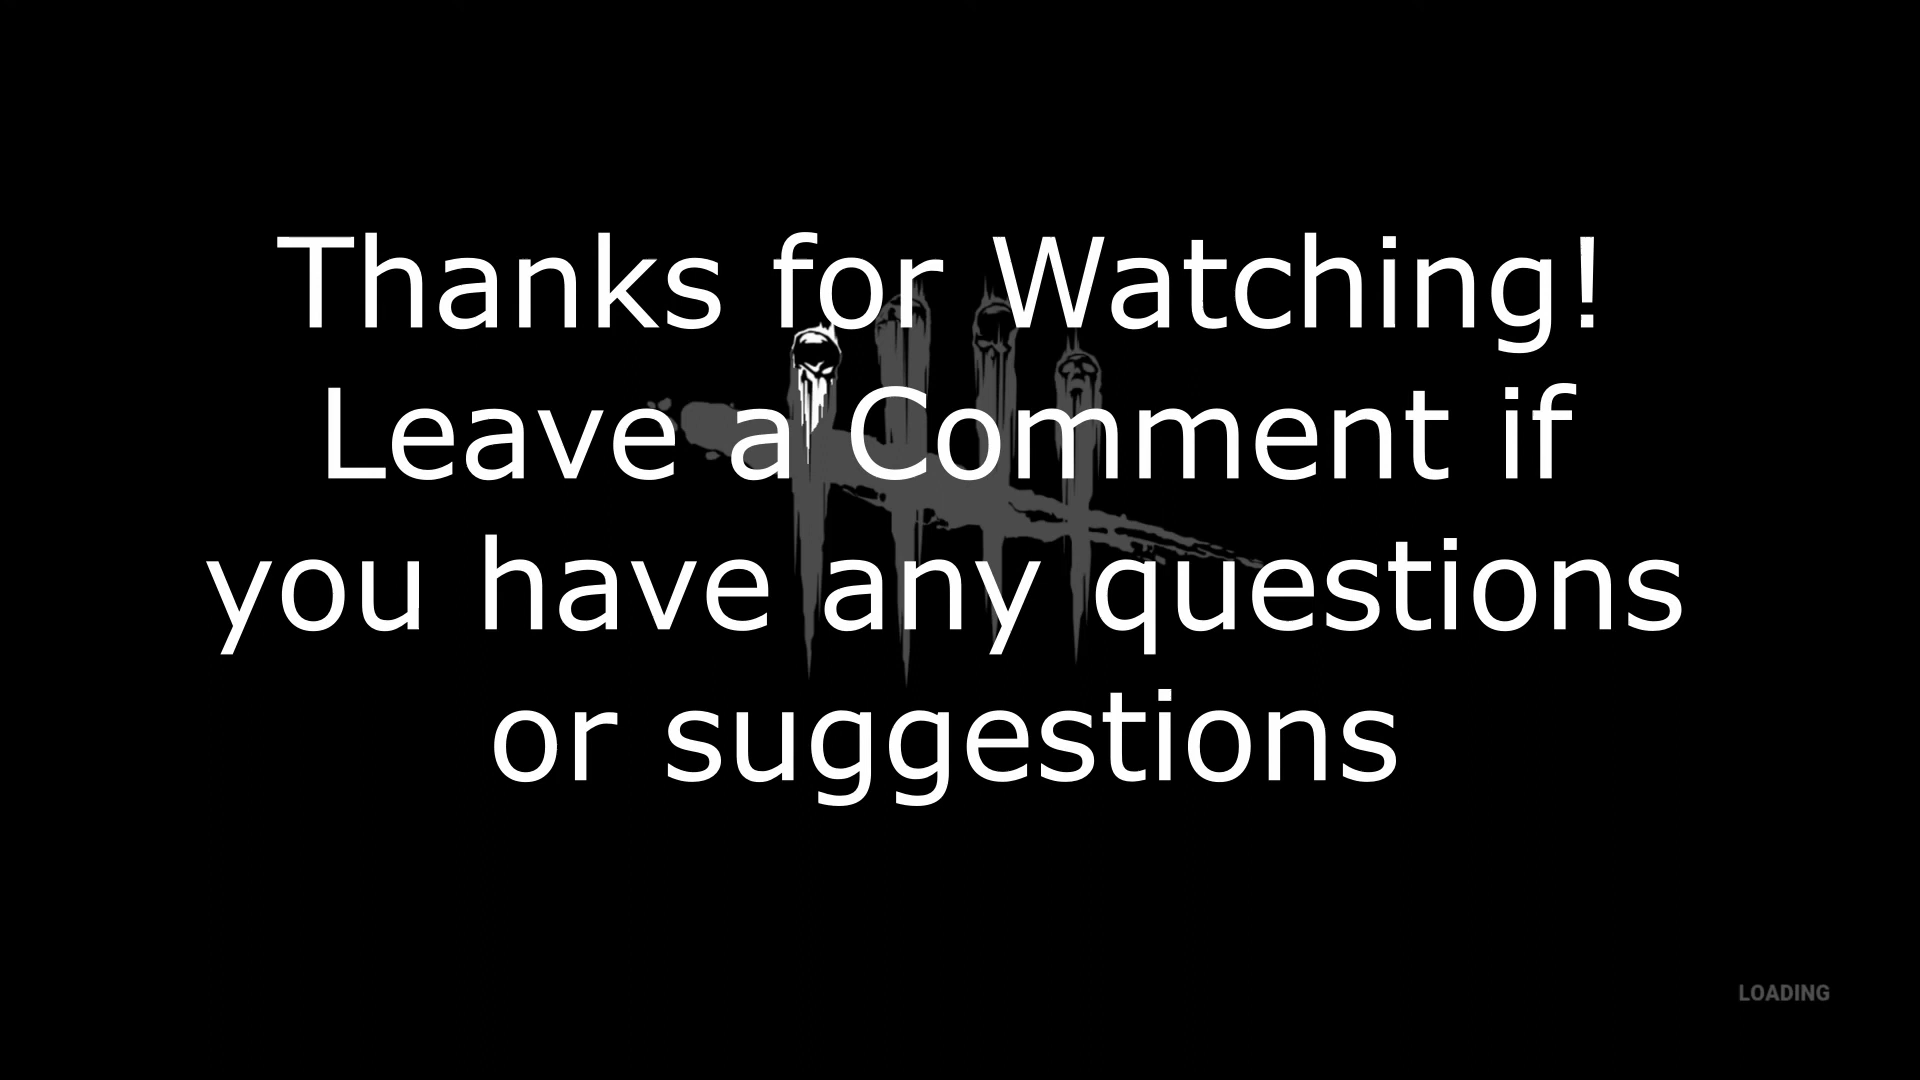 Thanks for Watching!
Leave a Comment if
you have any questions
or suggestions
LOADING